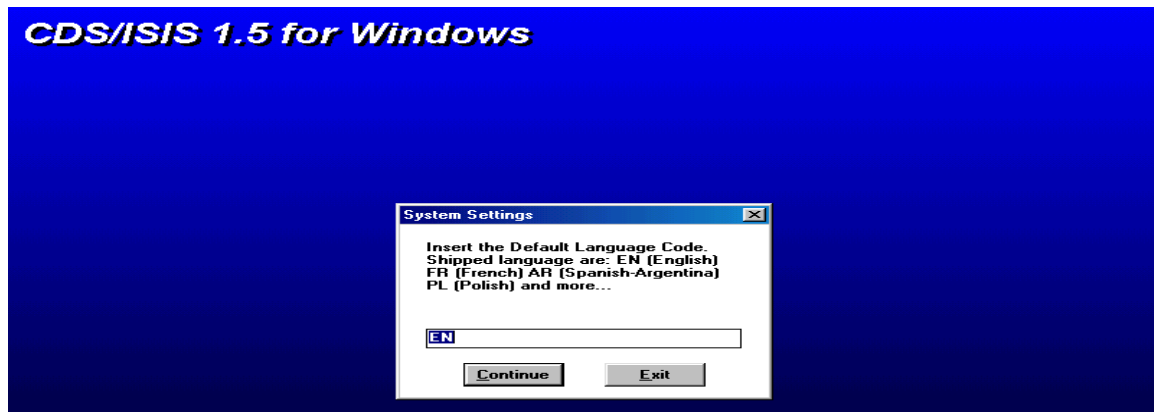 CDS/ISIS 1.5 for Windows
System Settings
Insert the Default Language Code.
Shipped language are: EN (English)
FR (French) AR (Spanish-Argentina)
PL (Polish) and more...
EN
Continue Exit